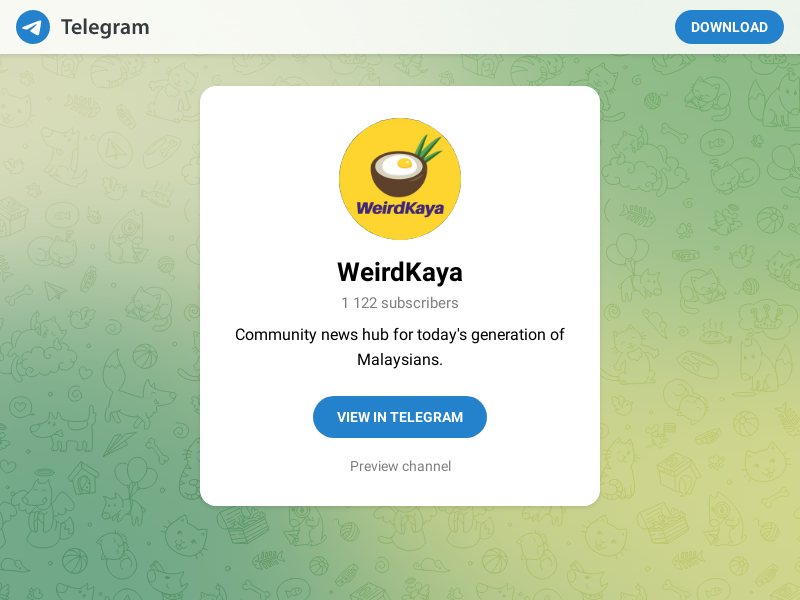 Telegram
DOWNLOAD
WeirdKaya
WeirdKaya
1 122 subscribers
Community news hub for today's generation of
Malaysians.
VIEW IN TELEGRAM
Preview channel